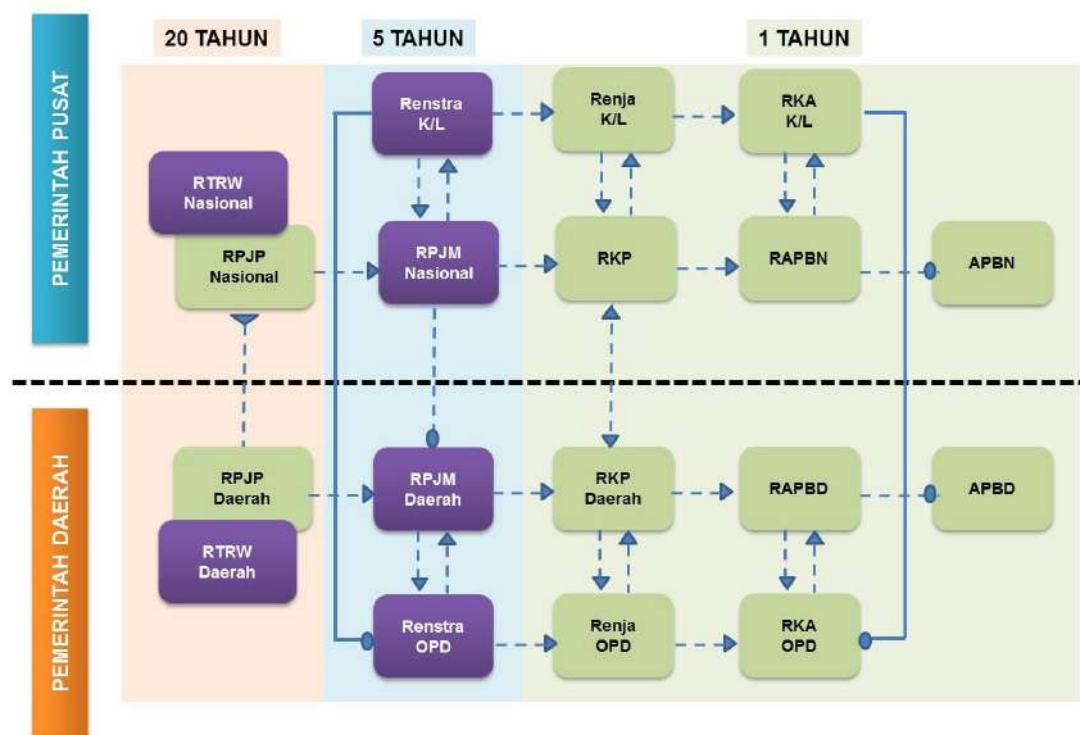 20 TAHUN
5 TAHUN
1 TAHUN
PEMERINTAH PUSAT
Renstra
K/L
Renja
K/L
RKA
K/L
RTRW
Nasional
RPJP
Nasional
RPJM
Nasional
RKP
RAPBN
APBN
PEMERINTAH DAERAH
RPJP
Daerah
RPJM
Daerah
RKP
Daerah
RAPBD
APBD
RTRW
Daerah
Renstra
OPD
Renja
OPD
RKA
OPD